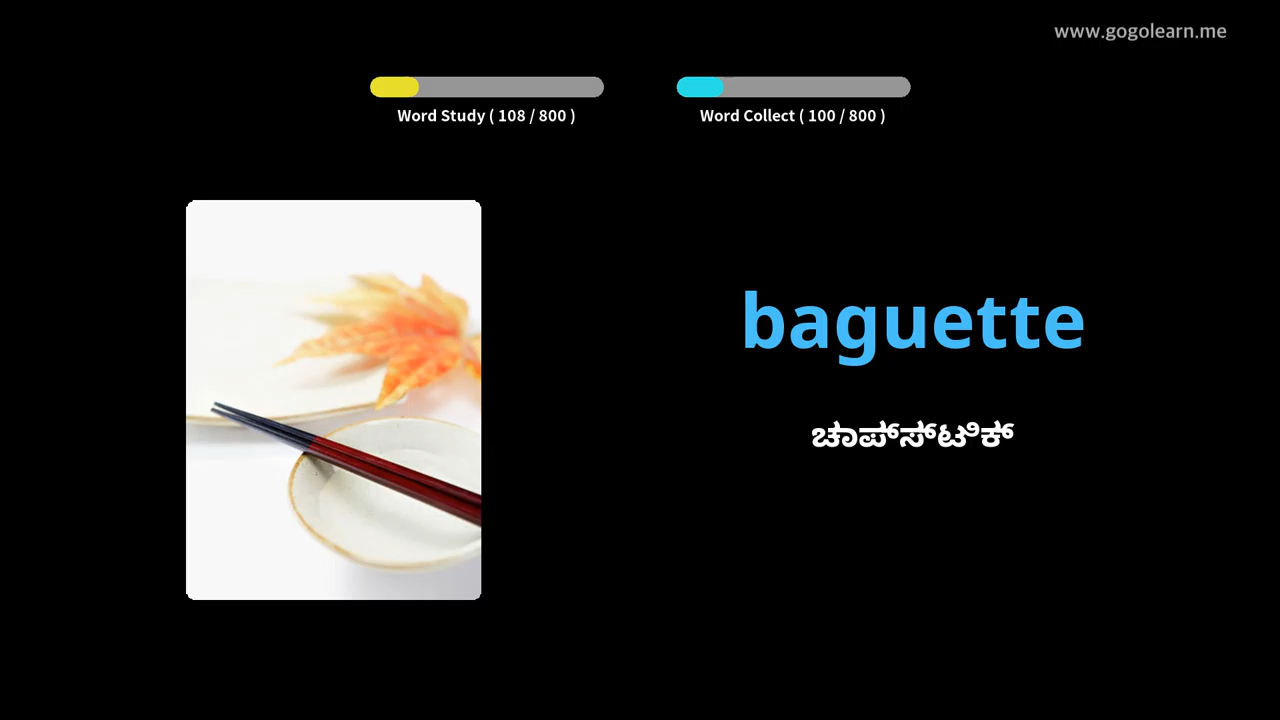 www.gogolearn.me
Word Study ( 108 / 800 )
Word Collect ( 100 / 800 )
baguette
ಚಾಪ್‌ಸ್‌ಟಿಕ್